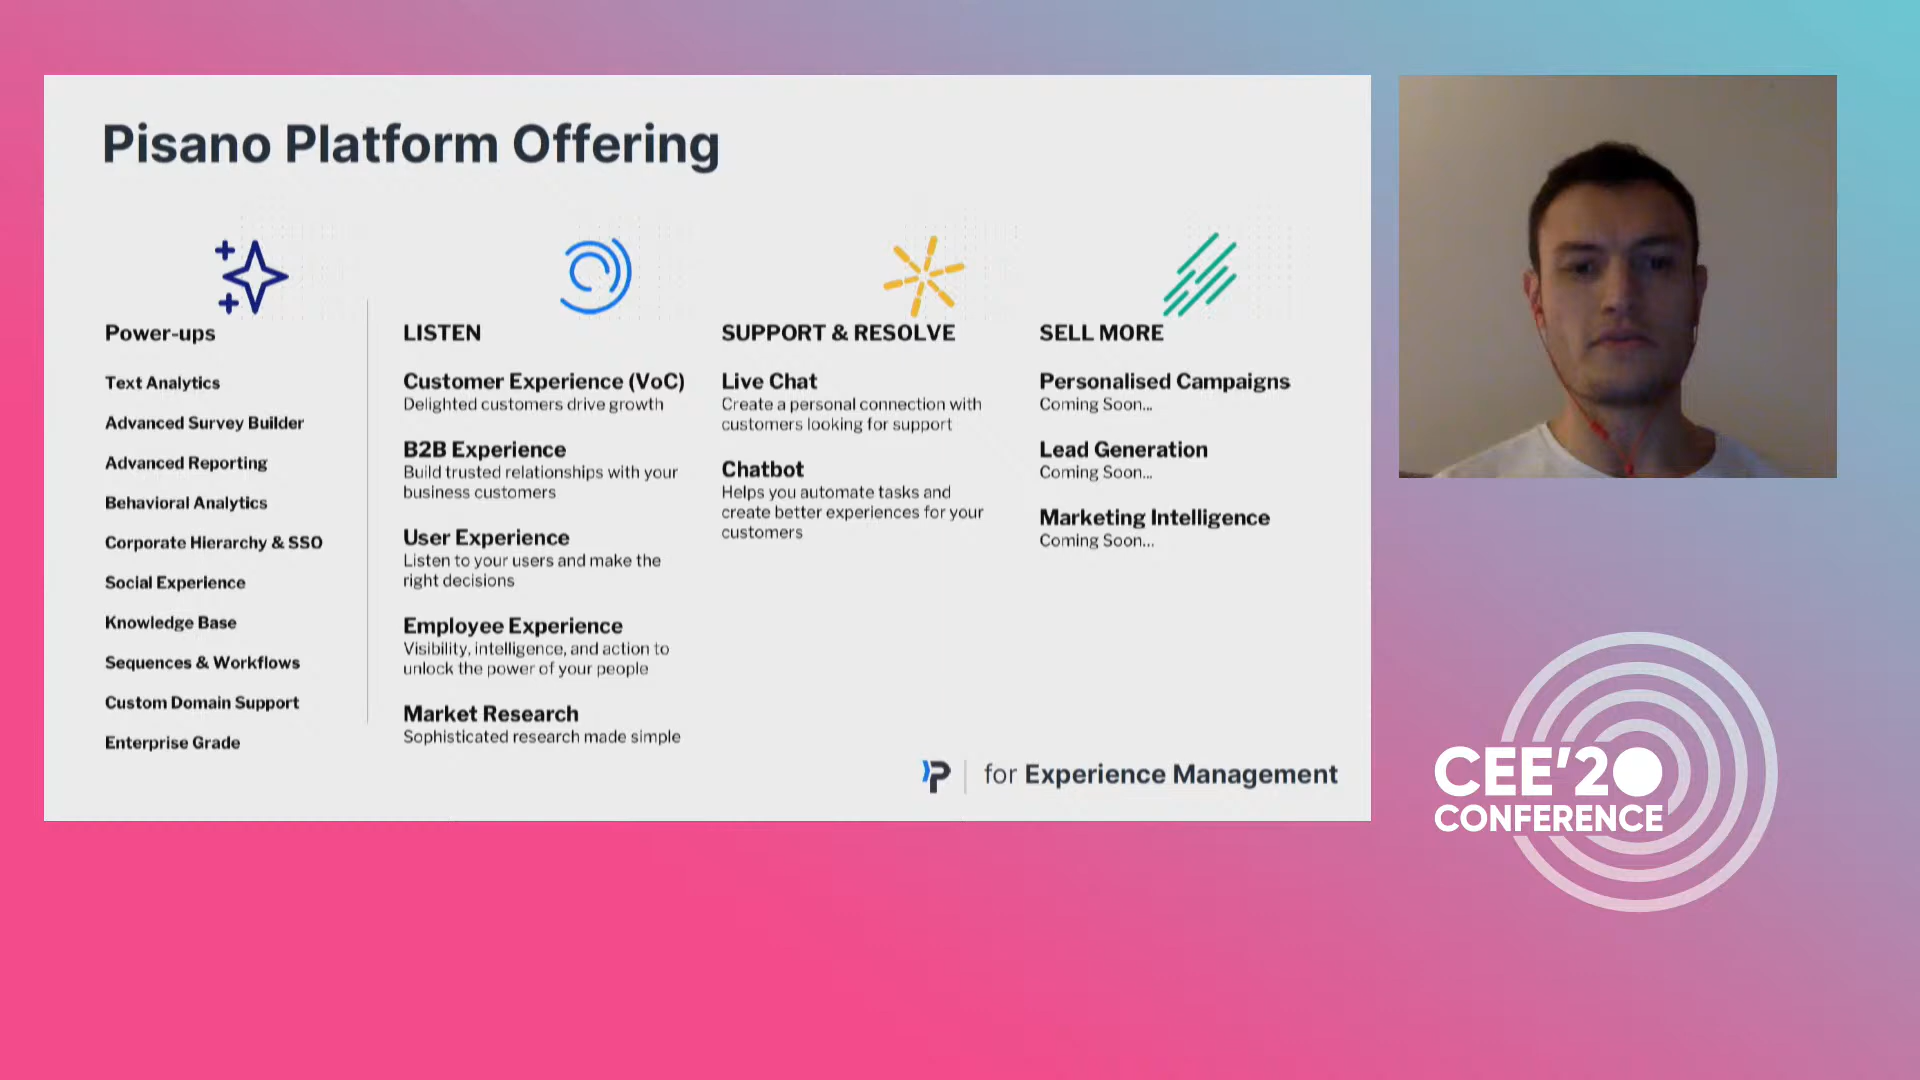 Pisano Platform Offering
Power-ups
Text Analytics
Advanced Survey Builder
Advanced Reporting
Behavioral Analytics
Corporate Hierarchy & SSO
Social Experience
Knowledge Base
Sequences & Workflows
Custom Domain Support
Enterprise Grade
LISTEN
Customer Experience (VoC)
Delighted customers drive growth
B2B Experience
Build trusted relationships with your
business customers
User Experience
Listen to your users and make the
right decisions
Employee Experience
Visibility, intelligence, and action to
unlock the power of your people
Market Research
Sophisticated research made simple
SUPPORT & RESOLVE
Live Chat
Create a personal connection with
customers looking for support
Chatbot
Helps you automate tasks and
create better experiences for your
customers
SELL MORE
Personalised Campaigns
Coming Soon...
Lead Generation
Coming Soon...
Marketing Intelligence
Coming Soon...
P for Experience Management
CEE'20
CONFERENCE